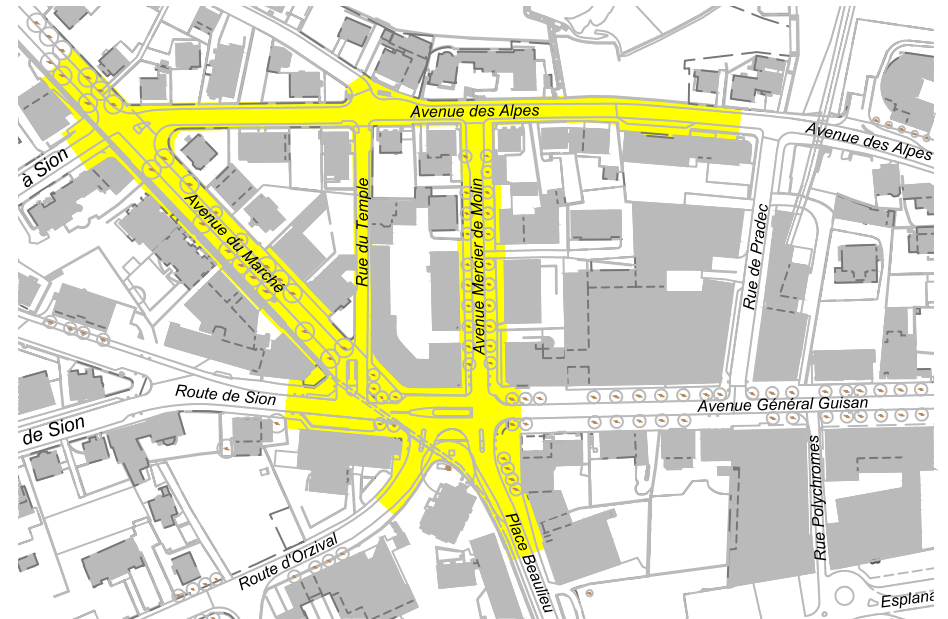 Avenue des Alpes
Avenue des Alpes
à Sion
Avenue du Marché
Rue du Temple
Avenue Mercier de Molin
Rue de Pradec
Route de Sion
Avenue Général Guisan
de Sion
Rue Polychromes
Route d'Orzival
Place Beaulieu
Esplana